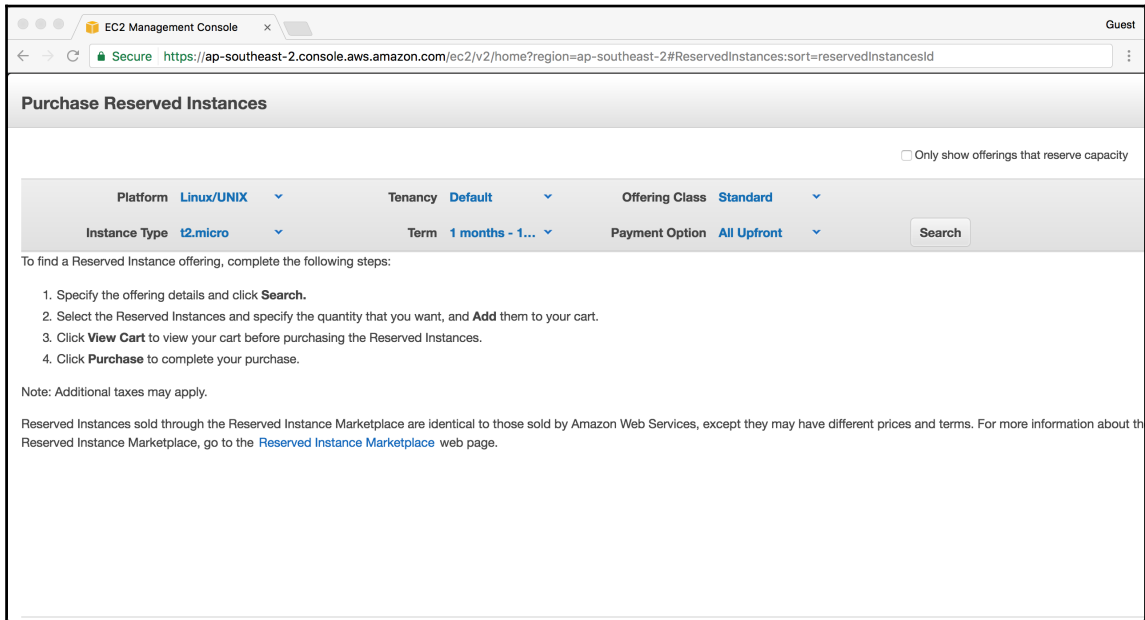 EC2 Management Console
Guest
Secure https://ap-southeast-2.console.aws.amazon.com/ec2/v2/home?region=ap-southeast-2#ReservedInstances:sort=reservedInstancesId
Purchase Reserved Instances
Only show offerings that reserve capacity
Platform Linux/UNIX Tenancy Default Offering Class Standard
Instance Type t2.micro Term 1 months - 1... Payment Option All Upfront Search
To find a Reserved Instance offering, complete the following steps:
1. Specify the offering details and click Search.
2. Select the Reserved Instances and specify the quantity that you want, and Add them to your cart.
3. Click View Cart to view your cart before purchasing the Reserved Instances.
4. Click Purchase to complete your purchase.
Note: Additional taxes may apply.
Reserved Instances sold through the Reserved Instance Marketplace are identical to those sold by Amazon Web Services, except they may have different prices and terms. For more information about th
Reserved Instance Marketplace, go to the Reserved Instance Marketplace web page.